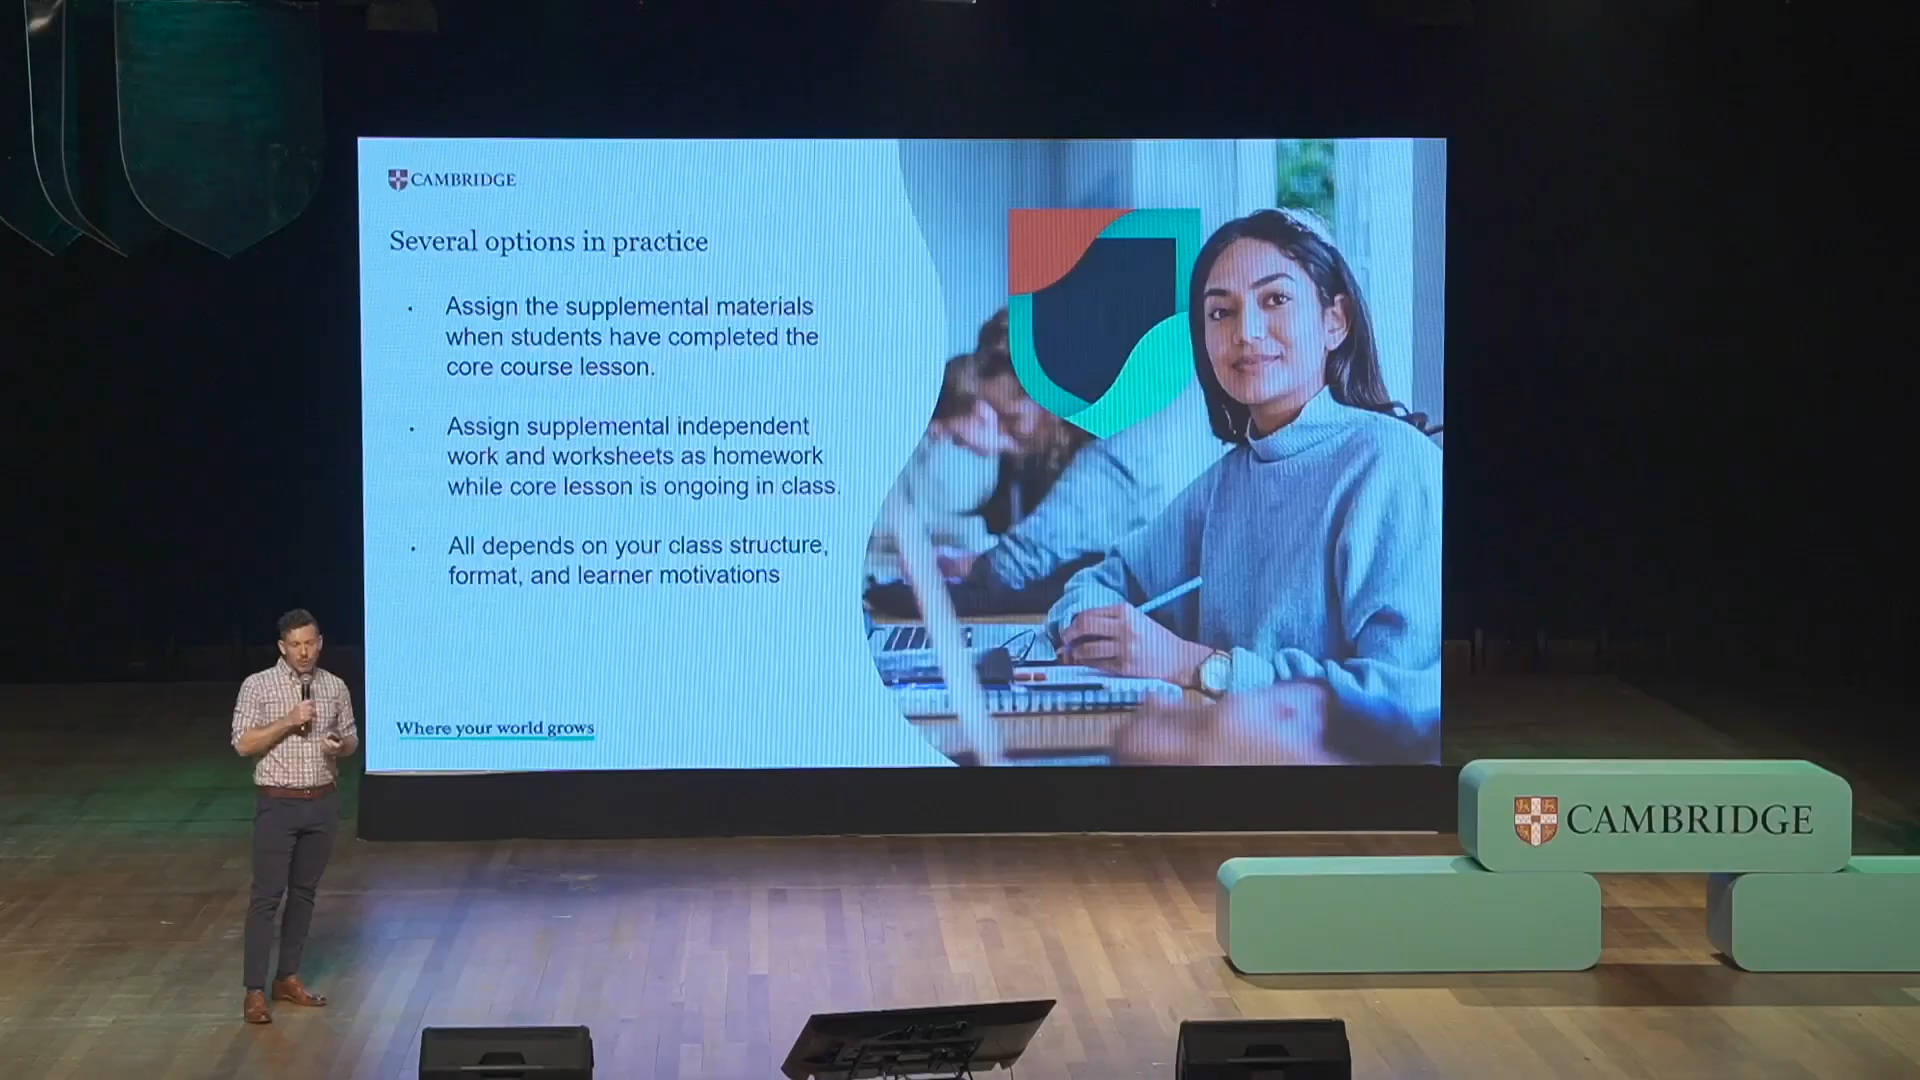 CAMBRIDGE
Several options in practice
· Assign the supplemental materials
when students have completed the
core course lesson.
· Assign supplemental independent
work and worksheets as homework
while core lesson is ongoing in class.
· All depends on your class structure,
format, and learner motivations
Where your world grows
CAMBRIDGE